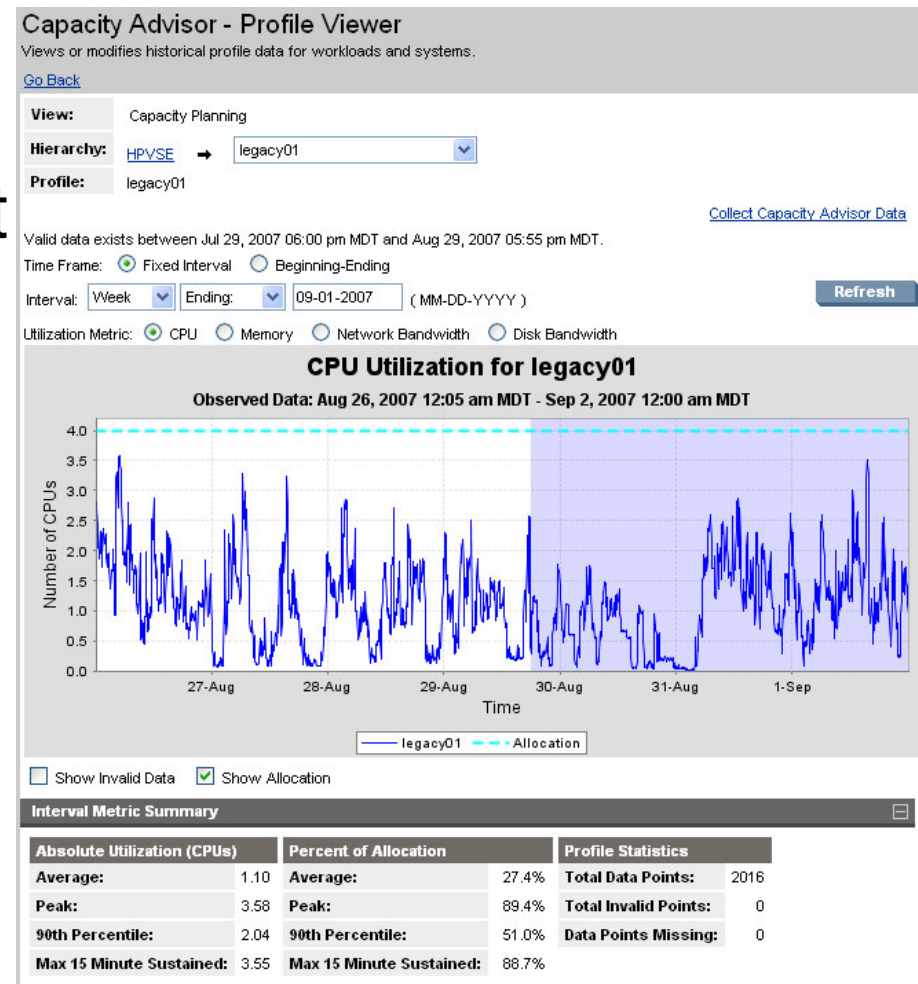 Capacity Advisor - Profile Viewer
Views or modifies historical profile data for workloads and systems.
Go Back
View: Capacity Planning
Hierarchy: HPVSE → legacy01
Profile: legacy01
t
Collect Capacity Advisor Data
Valid data exists between Jul 29, 2007 06:00 pm MDT and Aug 29, 2007 05:55 pm MDT.
Time Frame: Fixed Interval Beginning-Ending
Interval: Week Ending: 09-01-2007 ( MM-DD-YYYY ) Refresh
Utilization Metric: CPU Memory Network Bandwidth Disk Bandwidth
CPU Utilization for legacy01
Observed Data: Aug 26, 2007 12:05 am MDT - Sep 2, 2007 12:00 am MDT
Number of CPUs
4.0
3.5
3.0
2.5
2.0
1.5
1.0
0.5
0.0
27-Aug 28-Aug 29-Aug 30-Aug 31-Aug 1-Sep
Time
legacy01 Allocation
Show Invalid Data Show Allocation
Interval Metric Summary
Absolute Utilization (CPUs) Percent of Allocation Profile Statistics
Average: 1.10 Average: 27.4% Total Data Points: 2016
Peak: 3.58 Peak: 89.4% Total Invalid Points: 0
90th Percentile: 2.04 90th Percentile: 51.0% Data Points Missing: 0
Max 15 Minute Sustained: 3.55 Max 15 Minute Sustained: 88.7%